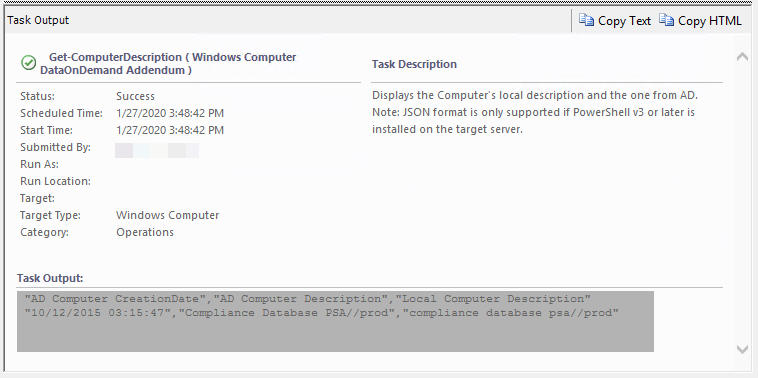 Task Output
Copy Text
Copy HTML
Get-ComputerDescription ( Windows Computer
DataOnDemand Addendum )
Status: Success
Scheduled Time: 1/27/2020 3:48:42 PM
Start Time: 1/27/2020 3:48:42 PM
Submitted By:
Run As:
Run Location:
Target:
Target Type: Windows Computer
Category: Operations
Task Description
Displays the Computer's local description and the one from AD.
Note: JSON format is only supported if PowerShell v3 or later is
installed on the target server.
Task Output:
"AD Computer CreationDate","AD Computer Description","Local Computer Description"
"10/12/2015 03:15:47","Compliance Database PSA//prod","compliance database psa//prod"